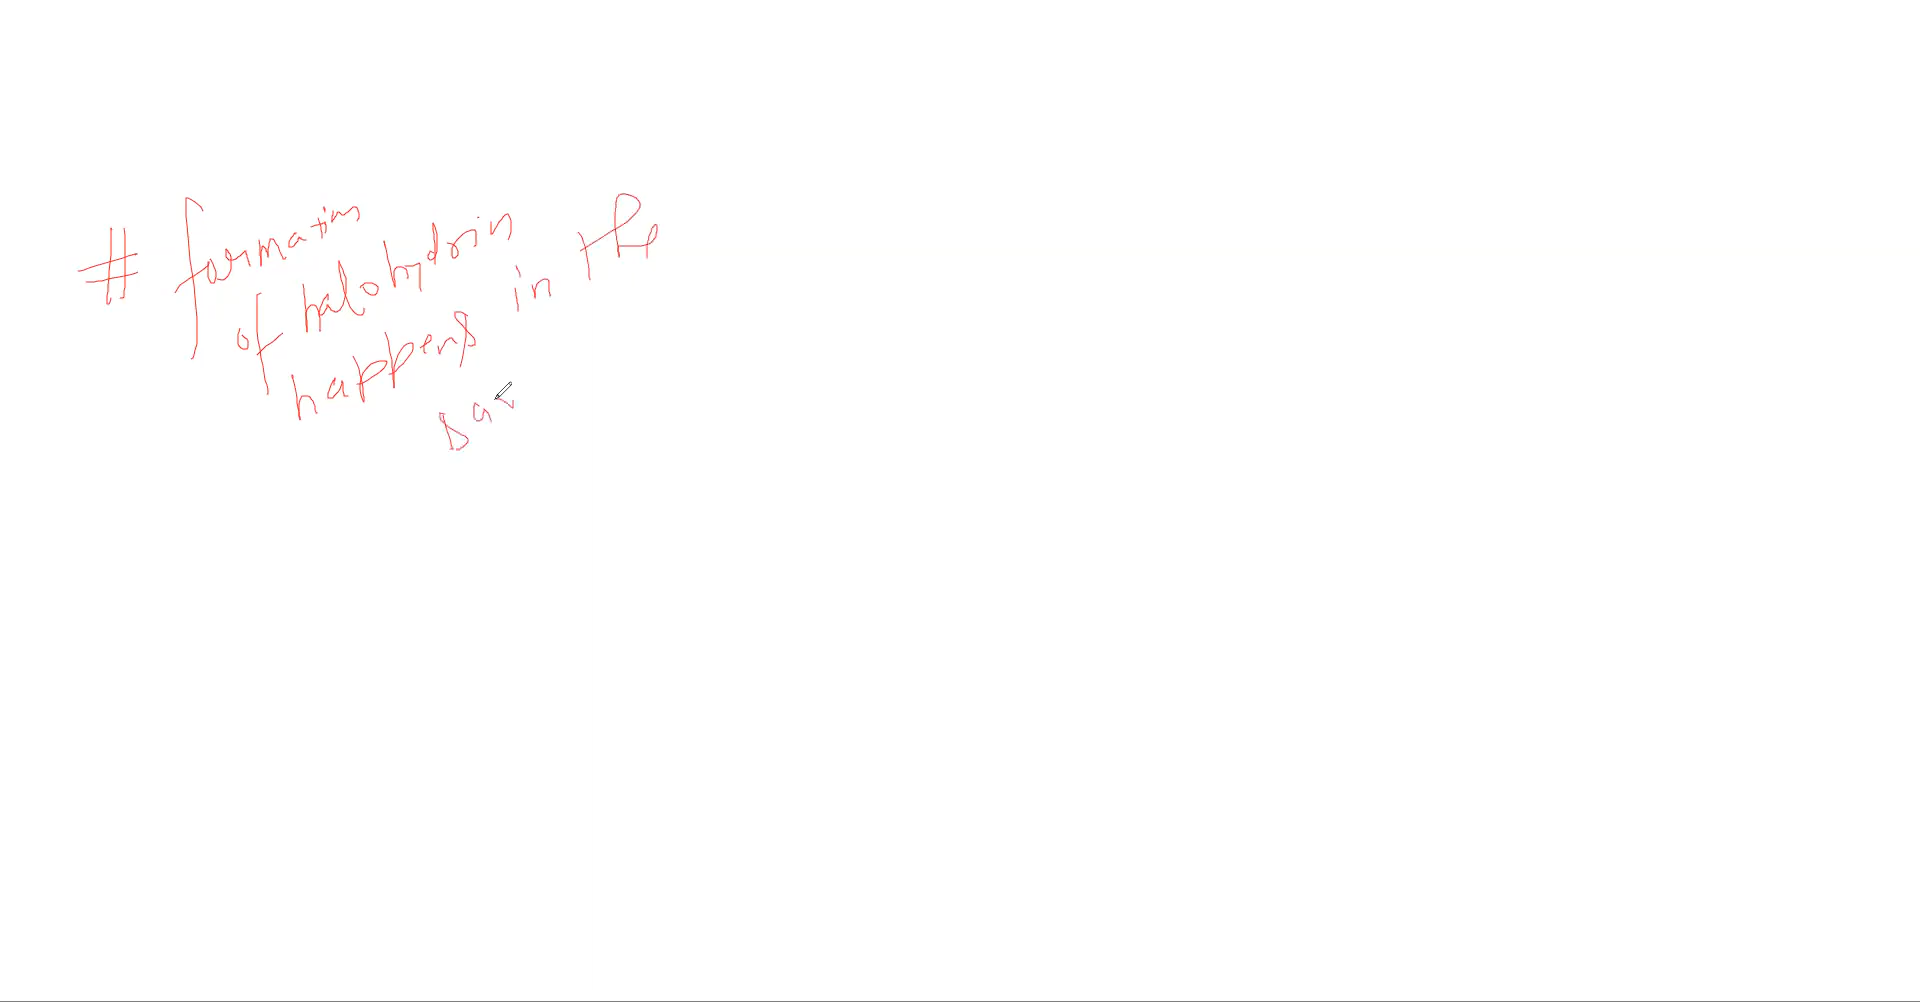 # formation
of halohydrin
happens in the